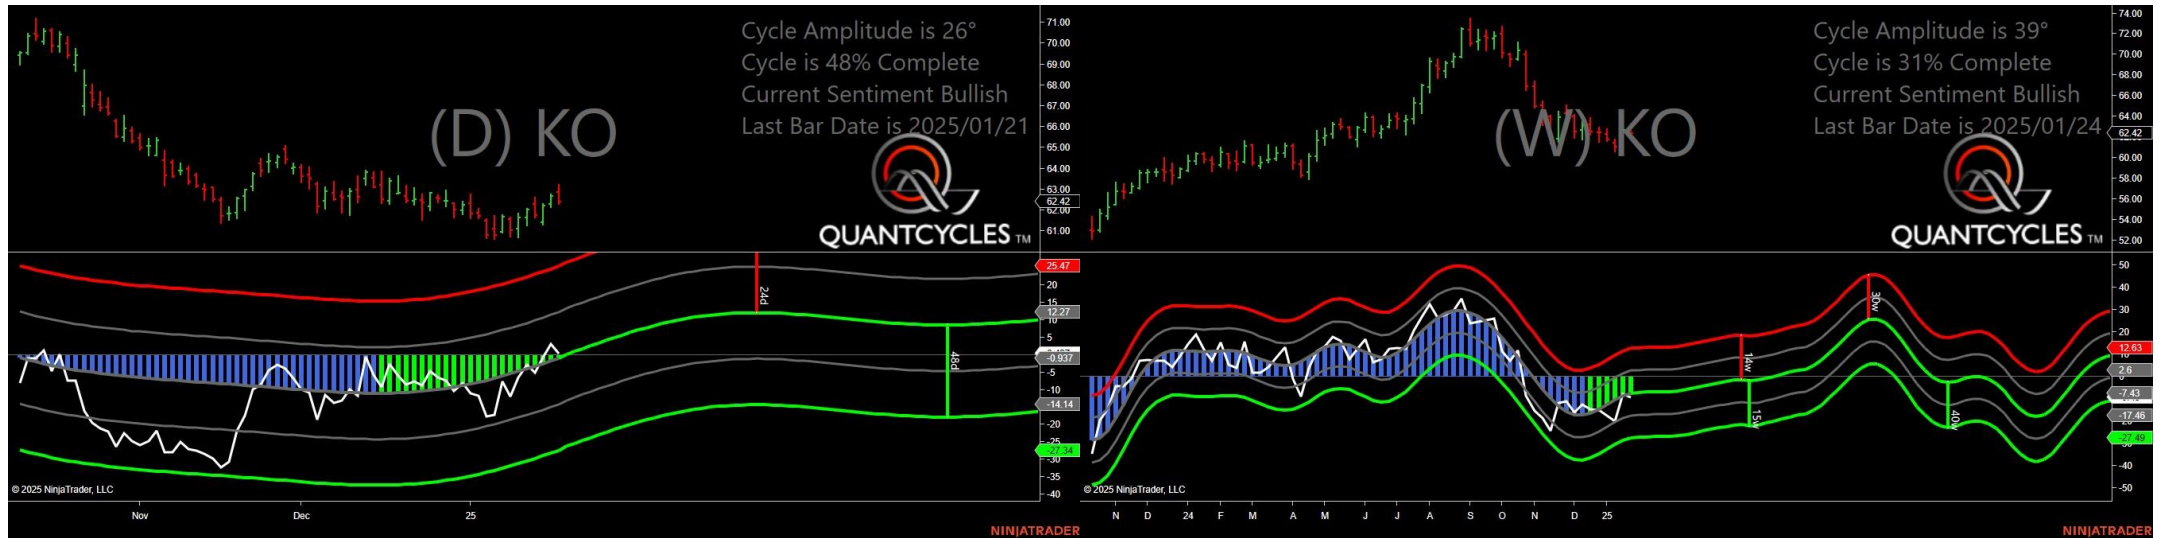 Cycle Amplitude is 26°
Cycle is 48% Complete
Current Sentiment Bullish
Last Bar Date is 2025/01/21
(D) KO
QUANTCYCLES TM
71.00
70.00
69.00
68.00
67.00
66.00
65.00
64.00
63.00
62.42
62.00
61.00
25.47
20
15
12.27
10
5
-0.937
-5
-10
-14.14
-20
-25
-27.34
-30
-35
-40
24d
48d
© 2025 NinjaTrader, LLC
Nov
Dec
25
NINJATRADER
Cycle Amplitude is 39°
Cycle is 31% Complete
Current Sentiment Bullish
Last Bar Date is 2025/01/24
(W) KO
QUANTCYCLES TM
74.00
72.00
70.00
68.00
66.00
64.00
62.42
60.00
58.00
56.00
54.00
52.00
50
40
30
20
12.63
10
2.6
0
-7.43
-17.46
-27.49
-40
-50
14w
15w
30w
40w
© 2025 NinjaTrader, LLC
N D 24 F M A M J J A S O N D 25
NINJATRADER